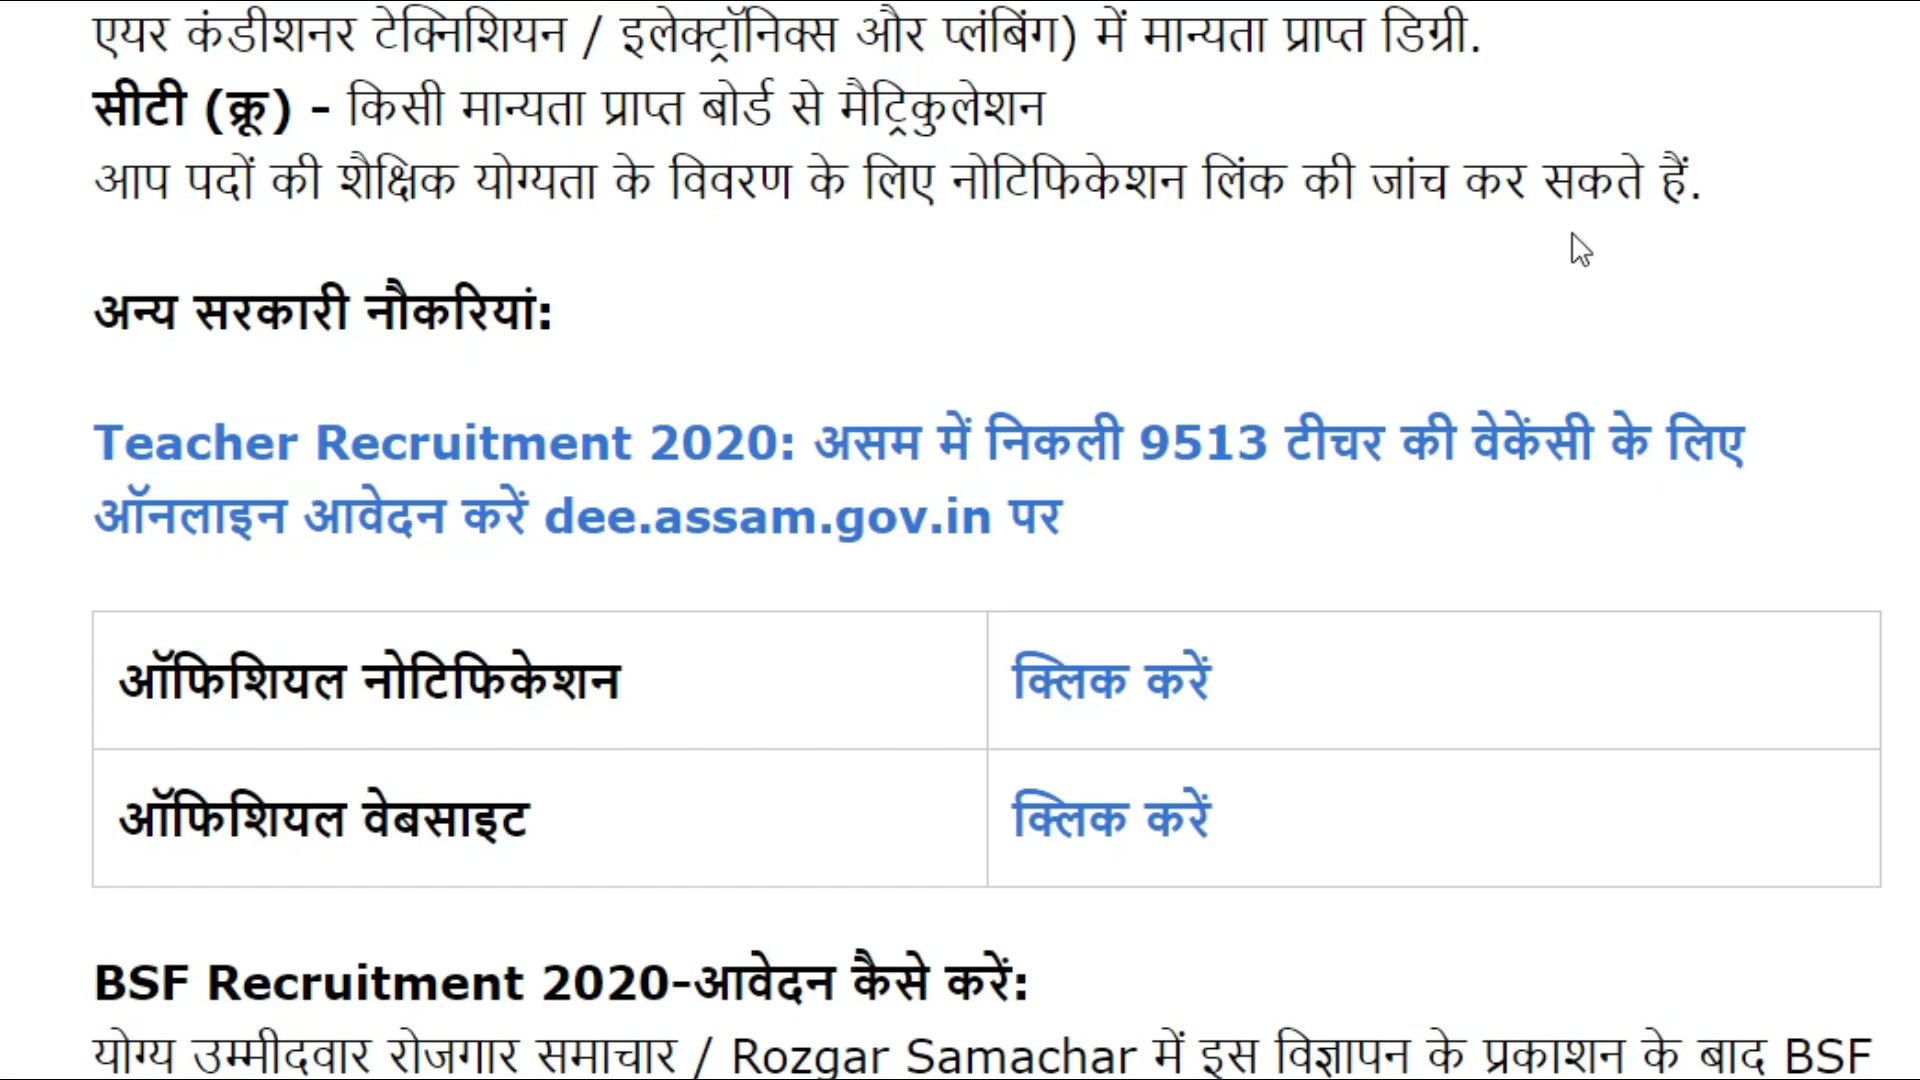 एयर कंडीशनर टेक्निशियन / इलेक्ट्रॉनिक्स और प्लंबिंग) में मान्यता प्राप्त डिग्री.
सीटी (क्रू) - किसी मान्यता प्राप्त बोर्ड से मैट्रिकुलेशन
आप पदों की शैक्षिक योग्यता के विवरण के लिए नोटिफिकेशन लिंक की जांच कर सकते हैं.
अन्य सरकारी नौकरियां:
Teacher Recruitment 2020: असम में निकली 9513 टीचर की वेकेंसी के लिए
ऑनलाइन आवेदन करें dee.assam.gov.in पर
ऑफिशियल नोटिफिकेशन क्लिक करें
ऑफिशियल वेबसाइट क्लिक करें
BSF Recruitment 2020-आवेदन कैसे करें:
योग्य उम्मीदवार रोजगार समाचार / Rozgar Samachar में इस विज्ञापन के प्रकाशन के बाद BSF